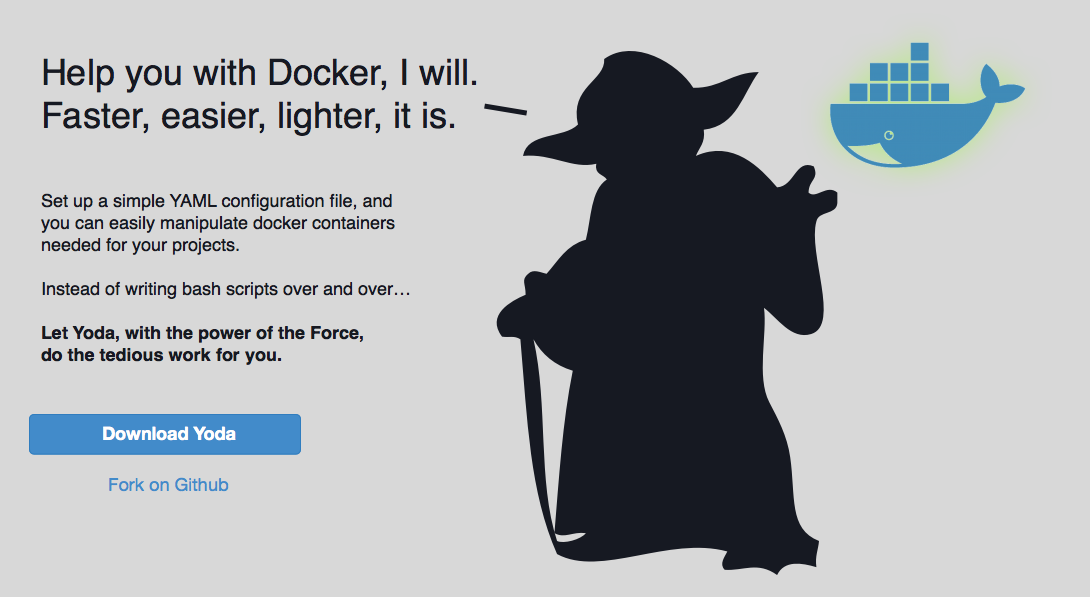 Help you with Docker, I will.
Faster, easier, lighter, it is.
Set up a simple YAML configuration file, and
you can easily manipulate docker containers
needed for your projects.
Instead of writing bash scripts over and over…
Let Yoda, with the power of the Force,
do the tedious work for you.
Download Yoda
Fork on Github